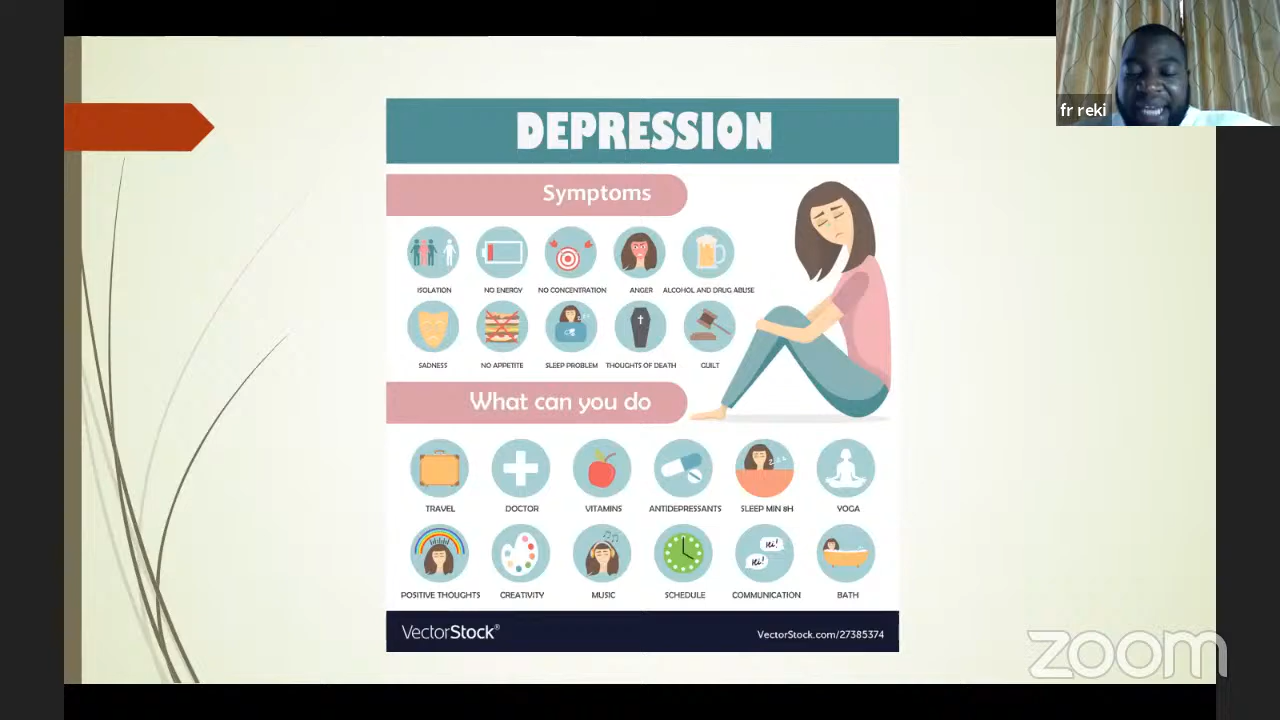 fr reki
DEPRESSION
Symptoms
ISOLATION NO ENERGY NO CONCENTRATION ANGER ALCOHOL AND DRUG ABUSE
SADNESS NO APPETITE SLEEP PROBLEM THOUGHTS OF DEATH GUILT
What can you do
TRAVEL DOCTOR VITAMINS ANTIDEPRESSANTS SLEEP MIN 8H YOGA
Hi!
Hi!
POSITIVE THOUGHTS CREATIVITY MUSIC SCHEDULE COMMUNICATION BATH
VectorStock®
VectorStock.com/27385374
zoom